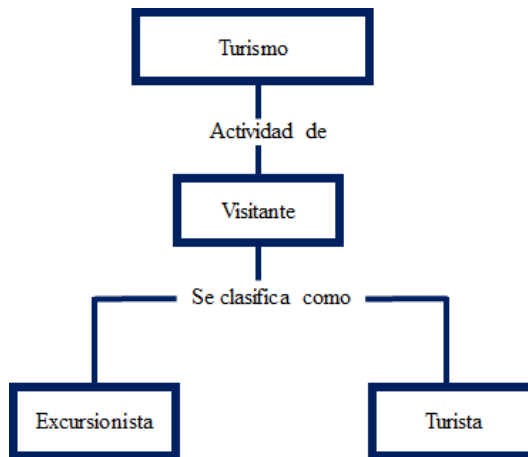 Turismo
Actividad de
Visitante
Se clasifica como
Excursionista
Turista